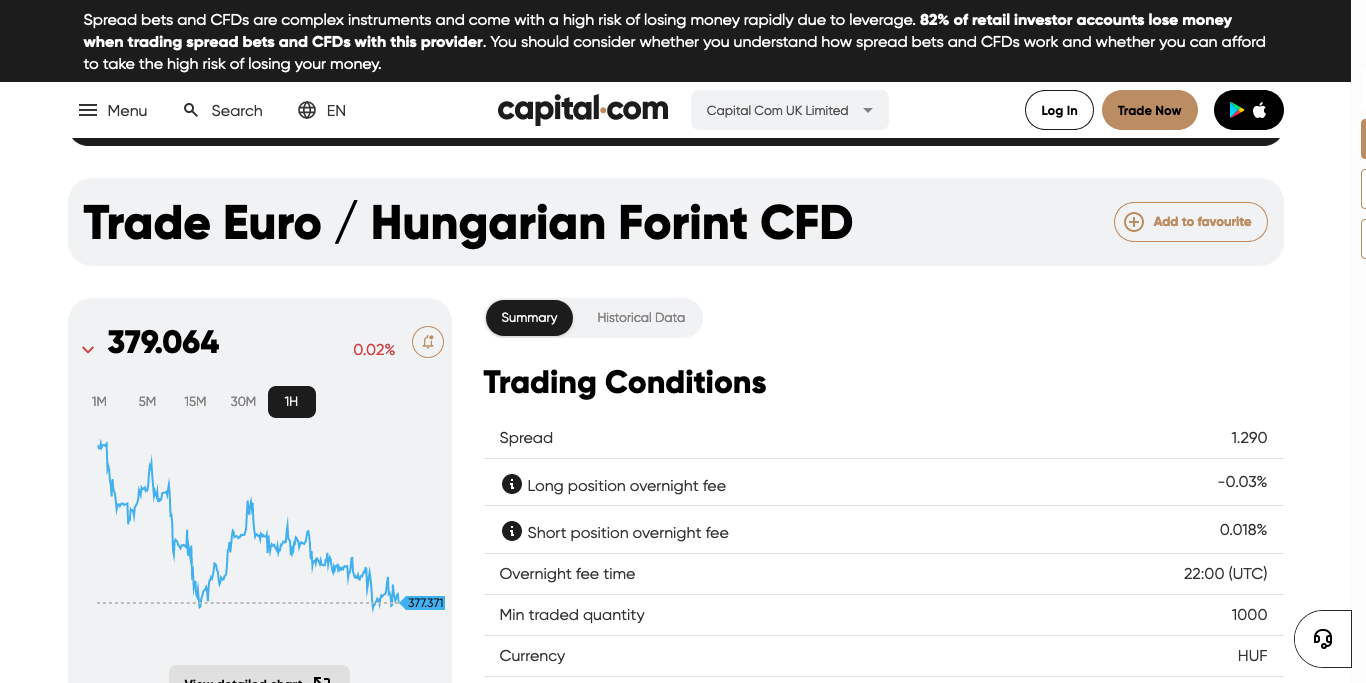 Spread bets and CFDs are complex instruments and come with a high risk of losing money rapidly due to leverage. 82% of retail investor accounts lose money
when trading spread bets and CFDs with this provider. You should consider whether you understand how spread bets and CFDs work and whether you can afford
to take the high risk of losing your money.
Menu
Search
EN
capital.com
Capital Com UK Limited
Log In
Trade Now
Trade Euro / Hungarian Forint CFD
Add to favourite
379.064
0.02%
1M
5M
15M
30M
1H
377.371
View detailed chart
Summary
Historical Data
Trading Conditions
Spread 1.290
Long position overnight fee -0.03%
Short position overnight fee 0.018%
Overnight fee time 22:00 (UTC)
Min traded quantity 1000
Currency HUF